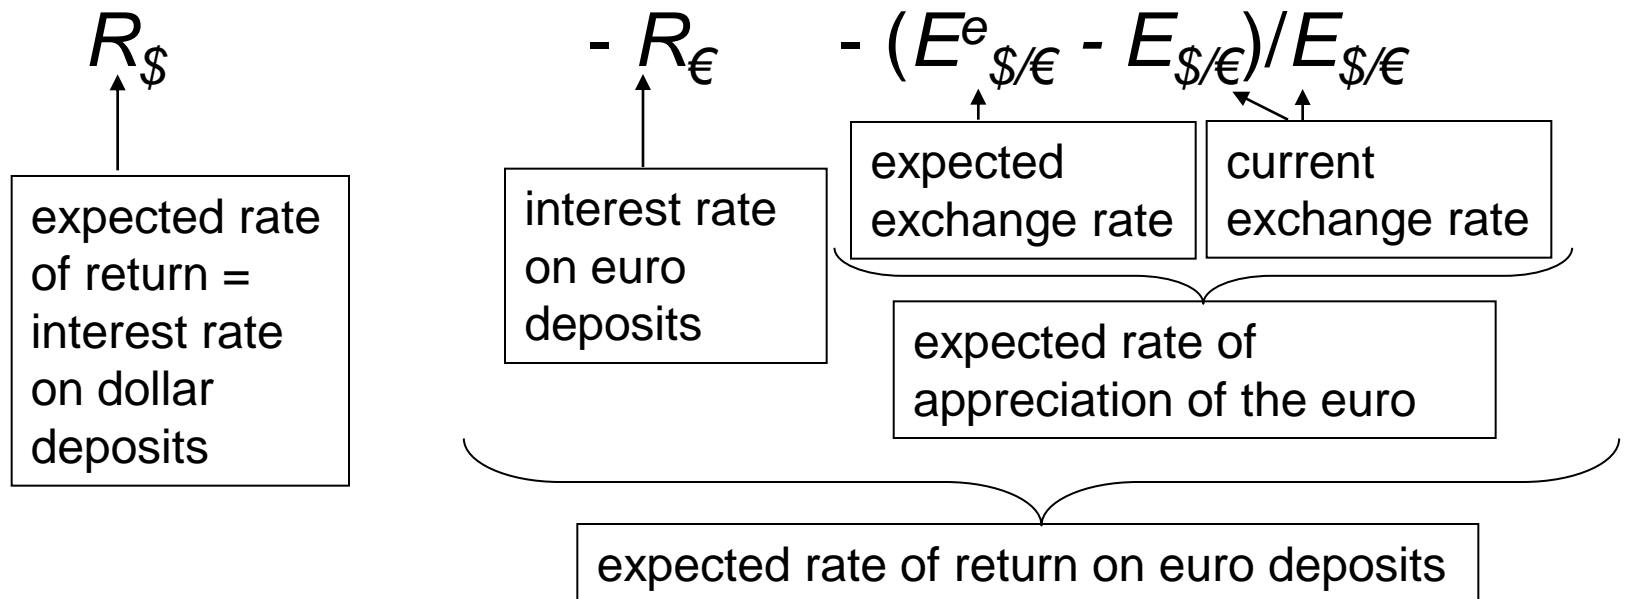 R$ - R€ - (Eᵉ$/€ - E$/€)/E$/€
expected rate
of return =
interest rate
on dollar
deposits
interest rate
on euro
deposits
expected
exchange rate
current
exchange rate
expected rate of
appreciation of the euro
expected rate of return on euro deposits